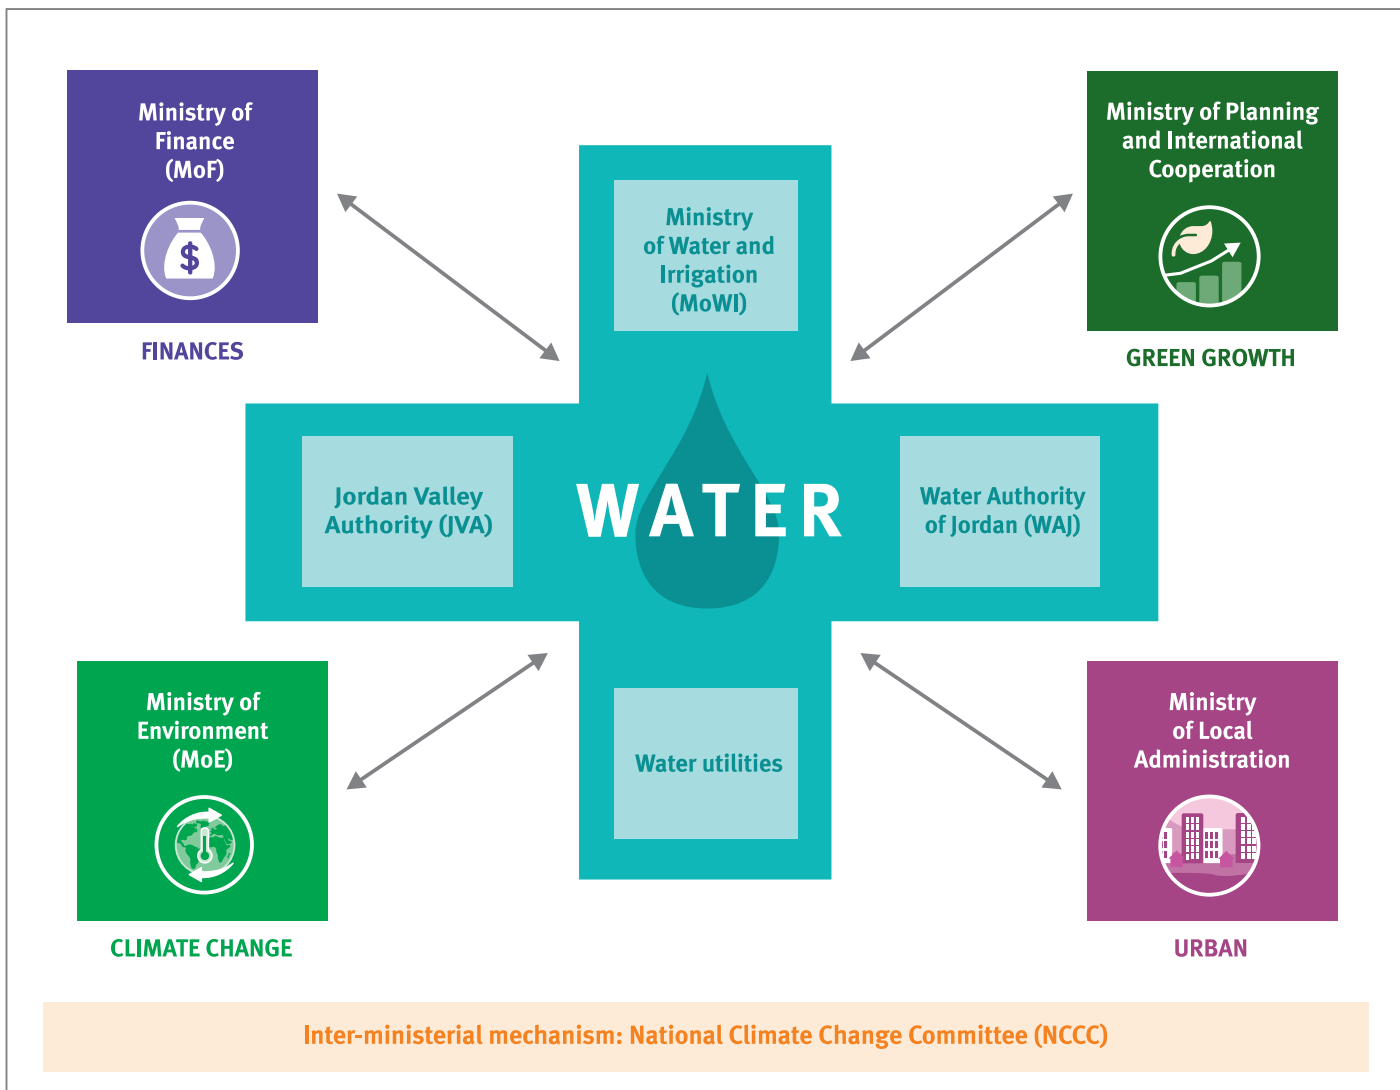 Ministry of
Finance
(MoF)
$
FINANCES
Ministry of Planning
and International
Cooperation
GREEN GROWTH
Ministry
of Water and
Irrigation
(MoWI)
Jordan Valley
Authority (JVA)
WATER
Water Authority
of Jordan (WAJ)
Water utilities
Ministry of
Environment
(MoE)
CLIMATE CHANGE
Ministry
of Local
Administration
URBAN
Inter-ministerial mechanism: National Climate Change Committee (NCCC)